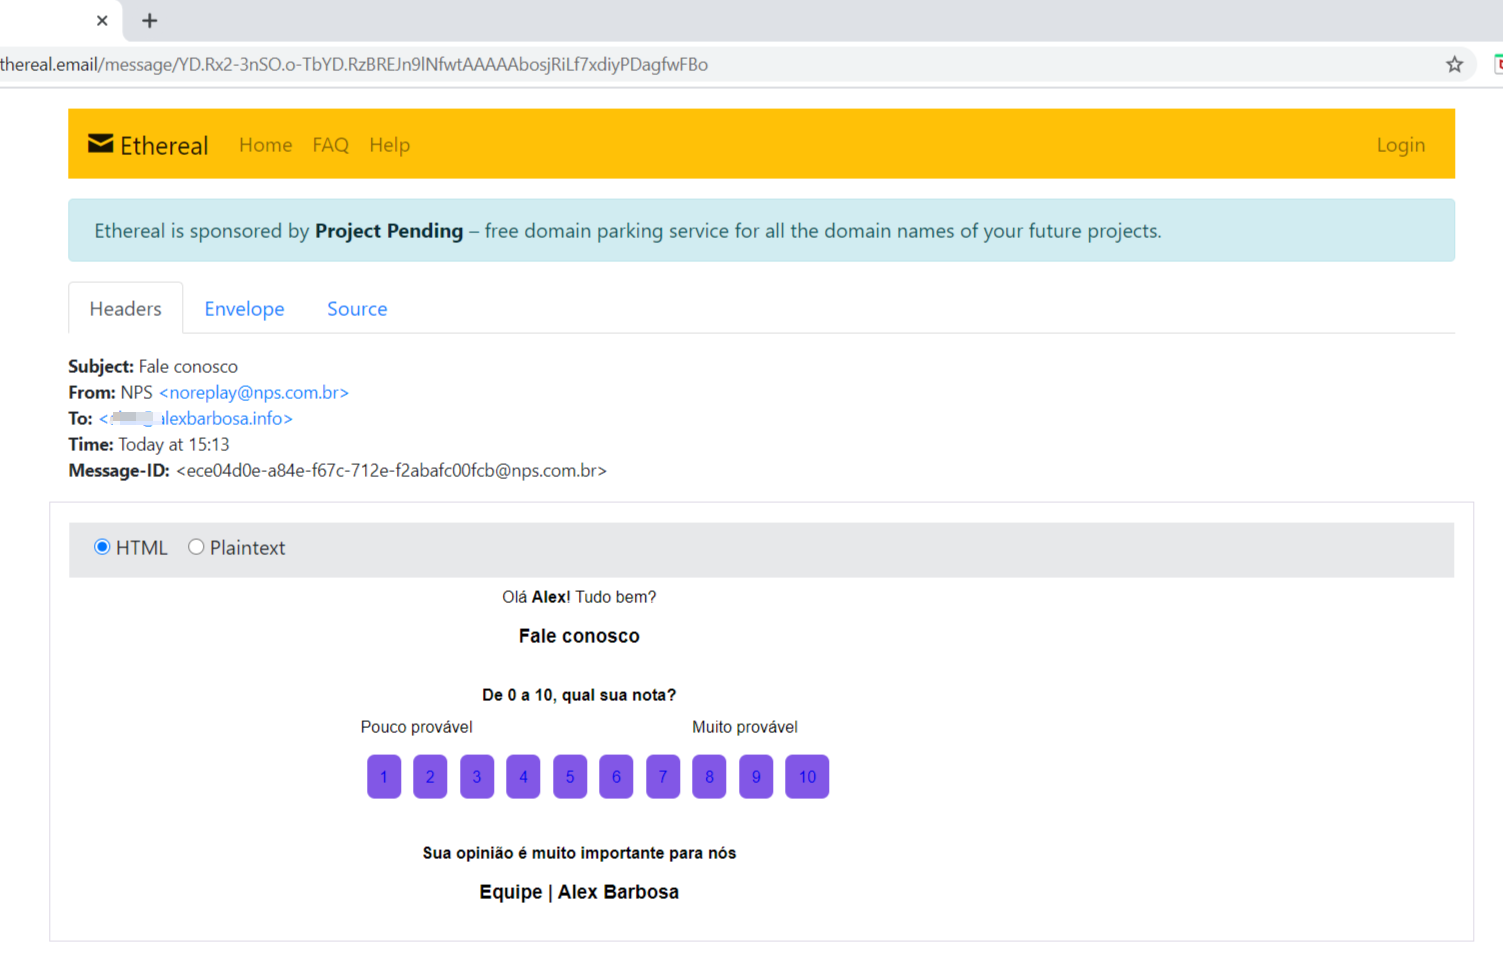 thereal.email/message/YD.Rx2-3nSO.o-TbYD.RzBREJn9lNfwtAAAAAbosjRiLf7xdiyPDagfwFBo
Ethereal Home FAQ Help Login
Ethereal is sponsored by Project Pending – free domain parking service for all the domain names of your future projects.
Headers Envelope Source
Subject: Fale conosco
From: NPS <noreplay@nps.com.br>
To: < @alexbarbosa.info>
Time: Today at 15:13
Message-ID: <ece04d0e-a84e-f67c-712e-f2abafc00fcb@nps.com.br>
HTML Plaintext
Olá Alex! Tudo bem?
Fale conosco
De 0 a 10, qual sua nota?
Pouco provável Muito provável
1 2 3 4 5 6 7 8 9 10
Sua opinião é muito importante para nós
Equipe | Alex Barbosa